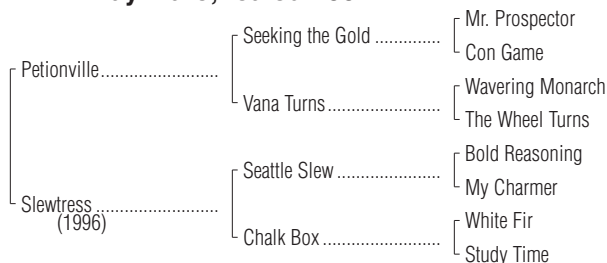 Mr. Prospector
Seeking the Gold ..............
Con Game
Petionville.....................
Wavering Monarch
Vana Turns....................
The Wheel Turns
Bold Reasoning
Seattle Slew ..................
My Charmer
Slewtress ......................
(1996)
White Fir
Chalk Box.....................
Study Time